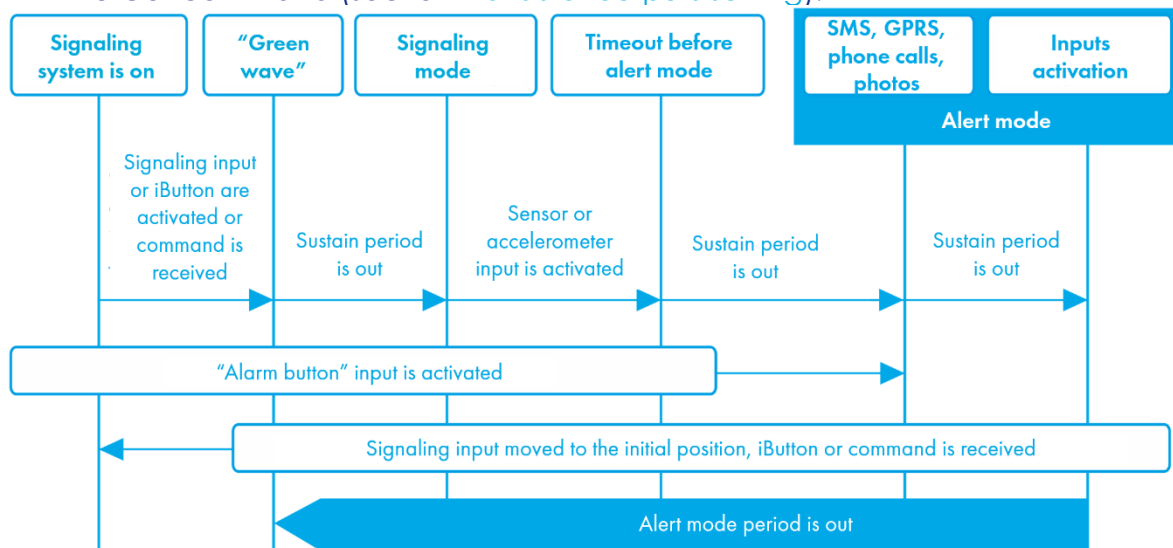 Signaling
system is on
“Green
wave”
Signaling
mode
Timeout before
alert mode
SMS, GPRS,
phone calls,
photos
Inputs
activation
Alert mode
Signaling input
or iButton are
activated or
command is
received
Sustain period
is out
Sensor or
accelerometer
input is activated
Sustain period
is out
Sustain period
is out
“Alarm button” input is activated
Signaling input moved to the initial position, iButton or command is received
Alert mode period is out